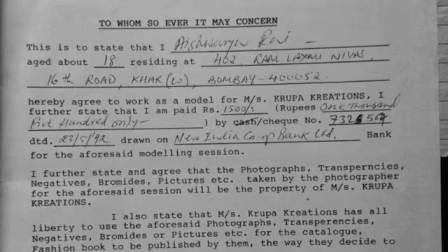 TO WHOM SO EVER IT MAY CONCERN
This is to state that I Aishwarya Rai -
aged about 18 residing at 402, RAM LAXMI NIVAS,
16th ROAD, KHAR (W), BOMBAY-400052
hereby agree to work as a model for M/s. KRUPA KREATIONS, I
further state that I am paid Rs.1500/- (Rupees One thousand
Five Hundred only- ) by cash/cheque No.
dtd. 23/5/92 drawn on New India Co-op Bank Ltd. Bank
for the aforesaid modelling session.
I further state and agree that the Photographs, Transperncies,
Negatives, Bromides, Pictures etc. taken by the photographer
for the aforesaid session will be the property of M/s. KRUPA
KREATIONS.
I also state that M/s. Krupa Kreations has all
liberty to use the aforesaid Photographs, Transperencies,
Negatives, Bromides or Pictures etc. for the catalogue,
Fashion book to be published by them, the way they decide to